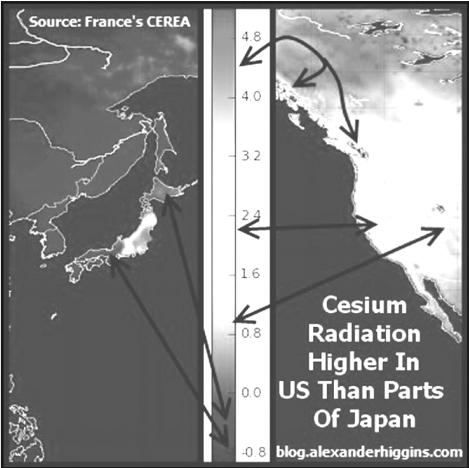 Source: France's CEREA
4.8
4.0
3.2
2.4
1.6
0.8
0.0
-0.8
Cesium
Radiation
Higher In
US Than Parts
Of Japan
blog.alexanderhiggins.com